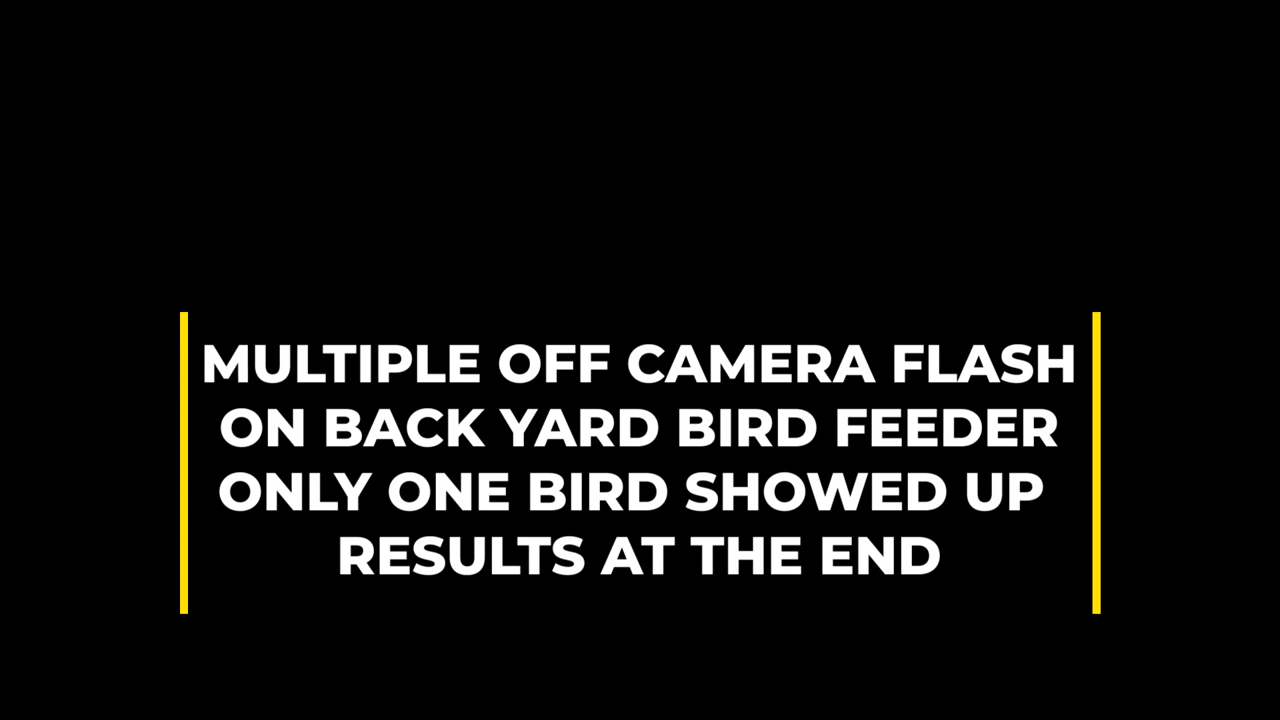 MULTIPLE OFF CAMERA FLASH
ON BACK YARD BIRD FEEDER
ONLY ONE BIRD SHOWED UP
RESULTS AT THE END